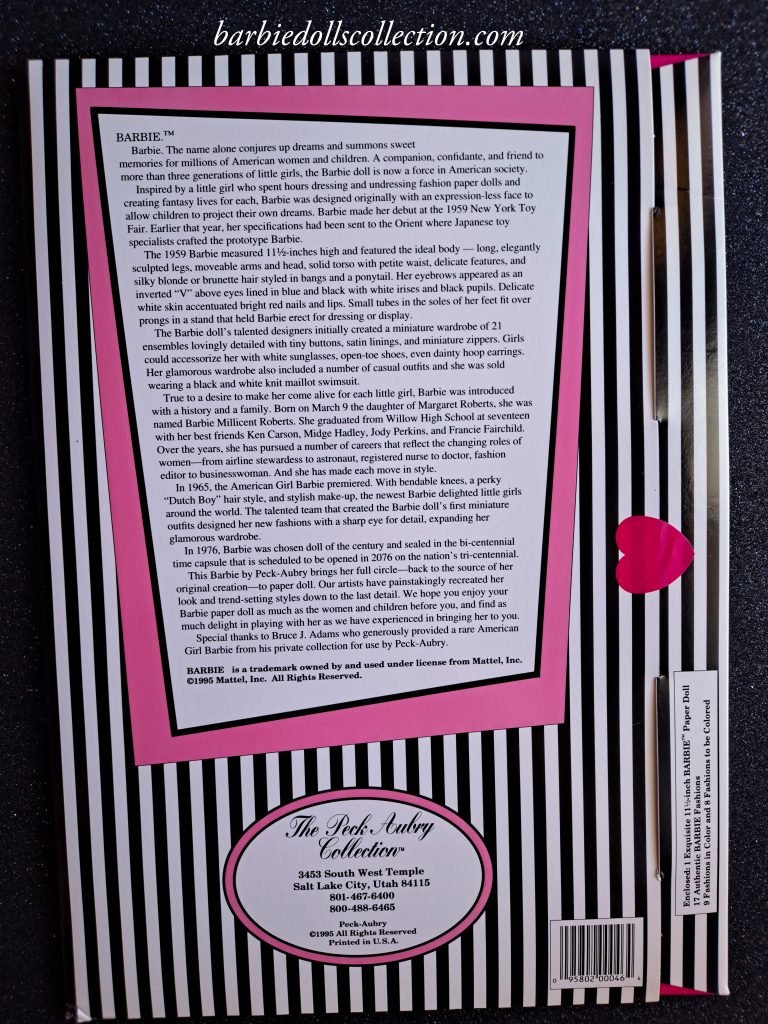 barbiedollscollection.com
BARBIE.™
Barbie. The name alone conjures up dreams and summons sweet
memories for millions of American women and children. A companion, confidante, and friend to
more than three generations of little girls, the Barbie doll is now a force in American society.
Inspired by a little girl who spent hours dressing and undressing fashion paper dolls and
creating fantasy lives for each, Barbie was designed originally with an expression-less face to
allow children to project their own dreams. Barbie made her debut at the 1959 New York Toy
Fair. Earlier that year, her specifications had been sent to the Orient where Japanese toy
specialists crafted the prototype Barbie.
The 1959 Barbie measured 11½-inches high and featured the ideal body — long, elegantly
sculpted legs, moveable arms and head, solid torso with petite waist, delicate features, and
silky blonde or brunette hair styled in bangs and a ponytail. Her eyebrows appeared as an
inverted “V” above eyes lined in blue and black with white irises and black pupils. Delicate
white skin accentuated bright red nails and lips. Small tubes in the soles of her feet fit over
prongs in a stand that held Barbie erect for dressing or display.
The Barbie doll’s talented designers initially created a miniature wardrobe of 21
ensembles lovingly detailed with tiny buttons, satin linings, and miniature zippers. Girls
could accessorize her with white sunglasses, open-toe shoes, even dainty hoop earrings.
Her glamorous wardrobe also included a number of casual outfits and she was sold
wearing a black and white knit maillot swimsuit.
True to a desire to make her come alive for each little girl, Barbie was introduced
with a history and a family. Born on March 9 the daughter of Margaret Roberts, she was
named Barbie Millicent Roberts. She graduated from Willow High School at seventeen
with her best friends Ken Carson, Midge Hadley, Jody Perkins, and Francie Fairchild.
Over the years, she has pursued a number of careers that reflect the changing roles of
women—from airline stewardess to astronaut, registered nurse to doctor, fashion
editor to businesswoman. And she has made each move in style.
In 1965, the American Girl Barbie premiered. With bendable knees, a perky
“Dutch Boy” hair style, and stylish make-up, the newest Barbie delighted little girls
around the world. The talented team that created the Barbie doll’s first miniature
outfits designed her new fashions with a sharp eye for detail, expanding her
glamorous wardrobe.
In 1976, Barbie was chosen doll of the century and sealed in the bi-centennial
time capsule that is scheduled to be opened in 2076 on the nation’s tri-centennial.
This Barbie by Peck-Aubry brings her full circle—back to the source of her
original creation—to paper doll. Our artists have painstakingly recreated her
look and trend-setting styles down to the last detail. We hope you enjoy your
Barbie paper doll as much as the women and children before you, and find as
much delight in playing with her as we have experienced in bringing her to you.
Special thanks to Bruce J. Adams who generously provided a rare American
Girl Barbie from his private collection for use by Peck-Aubry.
BARBIE is a trademark owned by and used under license from Mattel, Inc.
©1995 Mattel, Inc. All Rights Reserved.
The Peck Aubry
Collection™
3453 South West Temple
Salt Lake City, Utah 84115
801-467-6400
800-488-6465
Peck-Aubry
©1995 All Rights Reserved
Printed in U.S.A.
Enclosed: 1 Exquisite 11½-inch BARBIE™ Paper Doll
17 Authentic BARBIE Fashions
9 Fashions in Color and 8 Fashions to be Colored
0 95802 00046 4